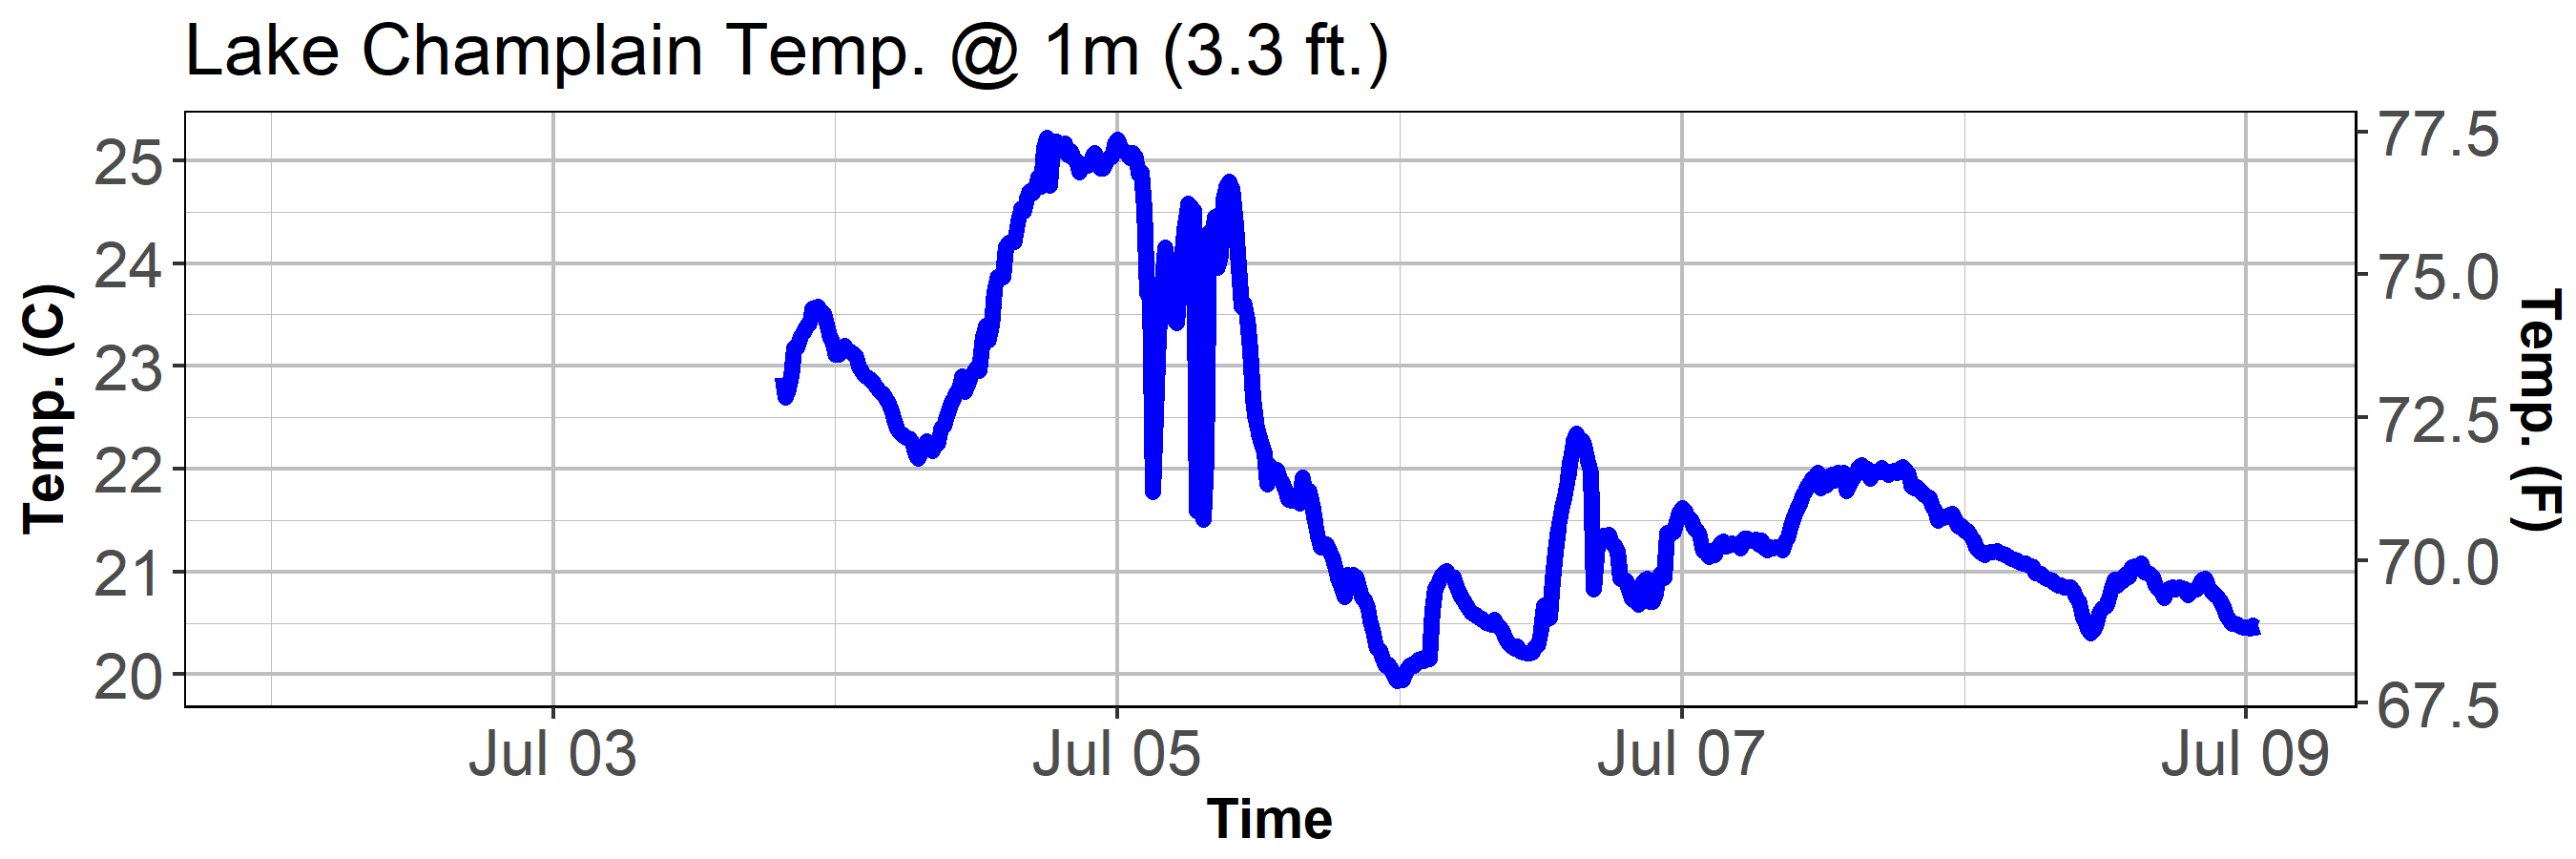 Lake Champlain Temp. @ 1m (3.3 ft.)
25
24
23
22
21
20
Temp. (C)
77.5
75.0
72.5
70.0
67.5
Temp. (F)
Jul 03
Jul 05
Jul 07
Jul 09
Time